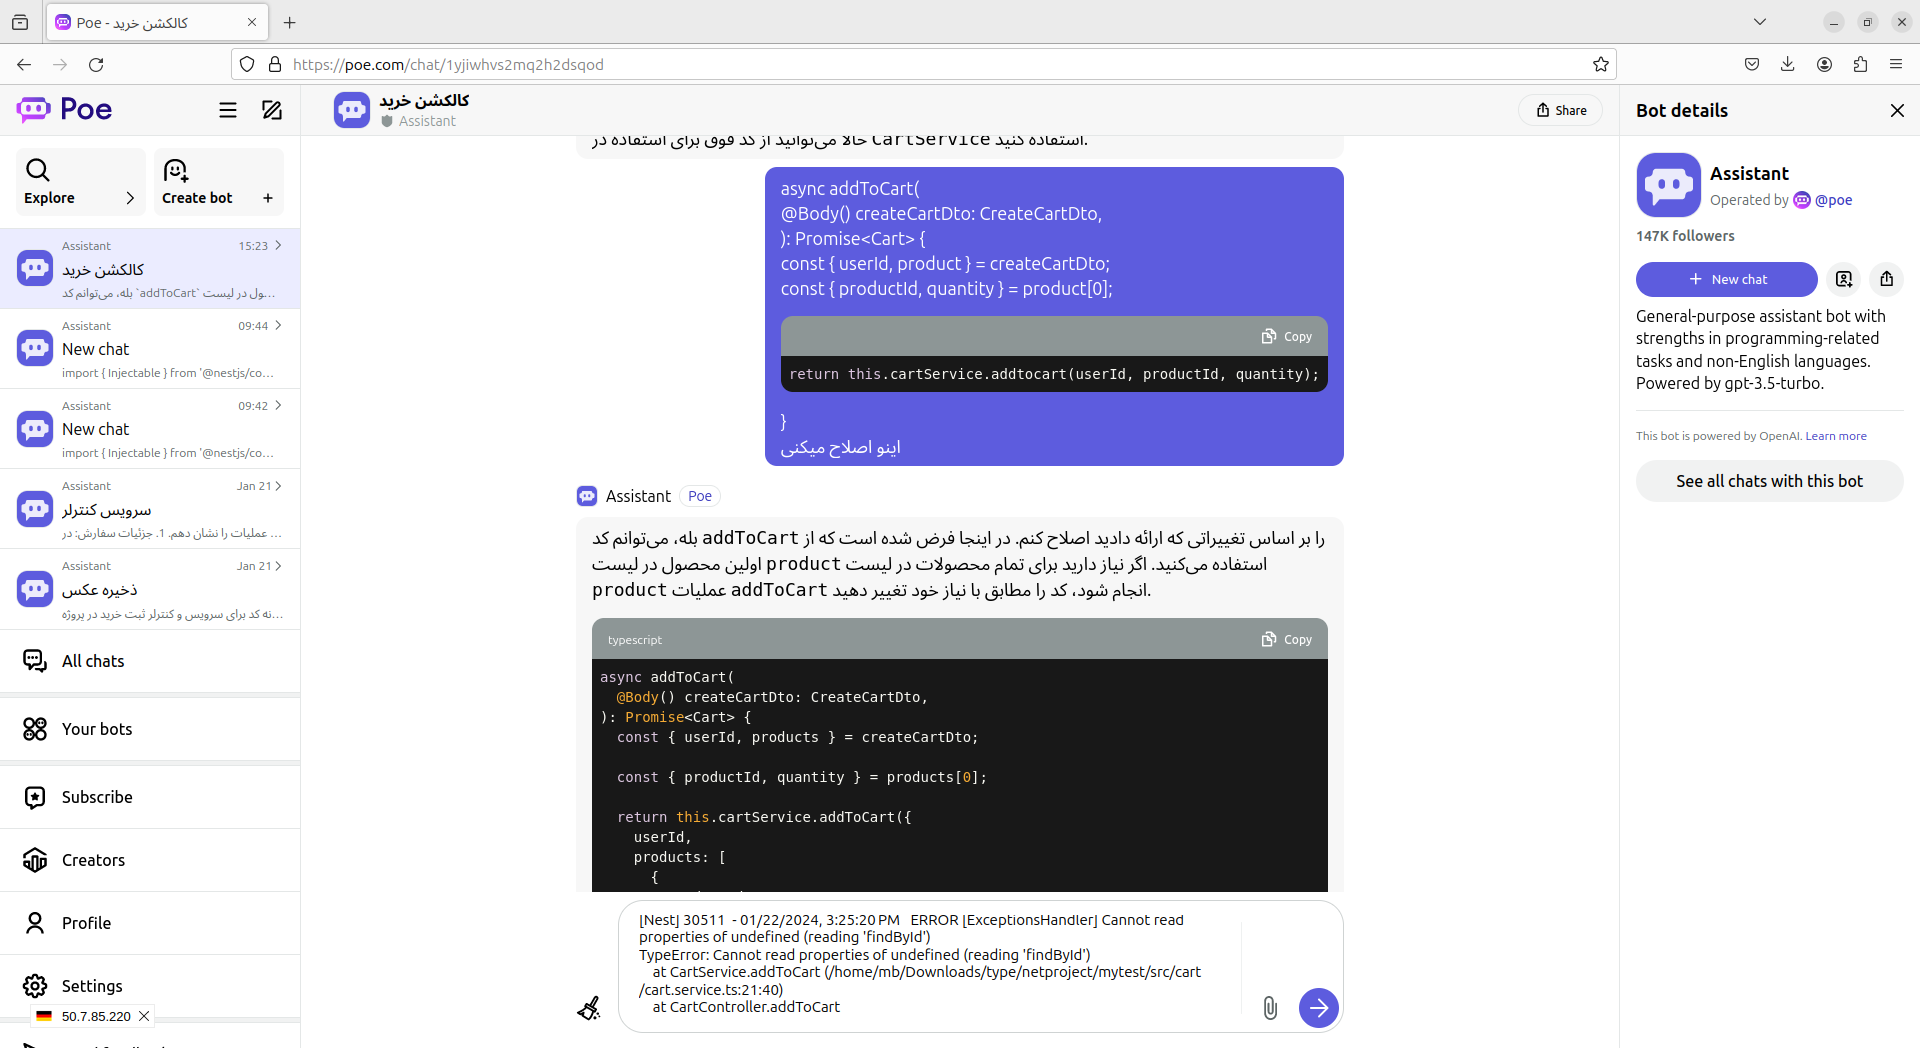 Poe - کالکشن خرید
https://poe.com/chat/1yjiwhvs2mq2h2dsqod
Poe
Explore
Create bot
Assistant
15:23
کالکشن خرید
بله، می‌توانم کد `addToCart` ول در لیست...
Assistant
09:44
New chat
import { Injectable } from '@nestjs/co...
Assistant
09:42
New chat
import { Injectable } from '@nestjs/co...
Assistant
Jan 21
سرویس کنترلر
عملیات را نشان دهم. 1. جزئیات سفارش: در ...
Assistant
Jan 21
ذخیره عکس
نه کد برای سرویس و کنترلر ثبت خرید در پروژه...
All chats
Your bots
Subscribe
Creators
Profile
Settings
50.7.85.220
کالکشن خرید
Assistant
Share
حالا می‌توانید از کد فوق برای استفاده در CartService استفاده کنید.
async addToCart(
@Body() createCartDto: CreateCartDto,
): Promise<Cart> {
const { userId, product } = createCartDto;
const { productId, quantity } = product[0];
Copy
return this.cartService.addtocart(userId, productId, quantity);
}
اینو اصلاح میکنی
Assistant
Poe
بله، می‌توانم کد addToCart را بر اساس تغییراتی که ارائه دادید اصلاح کنم. در اینجا فرض شده است که از
اولین محصول در لیست product استفاده می‌کنید. اگر نیاز دارید برای تمام محصولات در لیست
product عملیات addToCart انجام شود، کد را مطابق با نیاز خود تغییر دهید.
typescript
Copy
async addToCart(
@Body() createCartDto: CreateCartDto,
): Promise<Cart> {
const { userId, products } = createCartDto;
const { productId, quantity } = products[0];
return this.cartService.addToCart({
userId,
products: [
{
[Nest] 30511 - 01/22/2024, 3:25:20 PM ERROR [ExceptionsHandler] Cannot read
properties of undefined (reading 'findById')
TypeError: Cannot read properties of undefined (reading 'findById')
at CartService.addToCart (/home/mb/Downloads/type/netproject/mytest/src/cart
/cart.service.ts:21:40)
at CartController.addToCart
Bot details
Assistant
Operated by @poe
147K followers
New chat
General-purpose assistant bot with
strengths in programming-related
tasks and non-English languages.
Powered by gpt-3.5-turbo.
This bot is powered by OpenAI. Learn more
See all chats with this bot